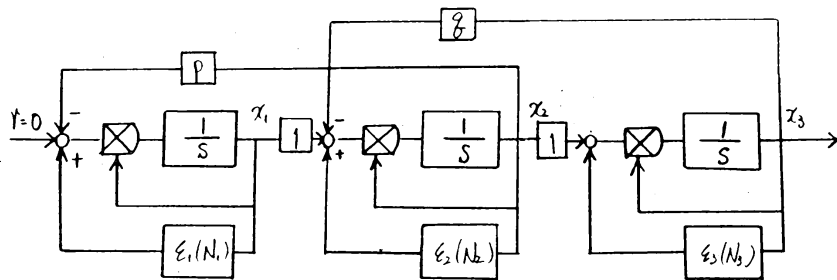 q
p
γ=0
−
+
1
S
x₁
1
−
+
1
S
x₂
1
1
S
x₃
ε₁(N₁)
ε₂(N₂)
ε₃(N₃)